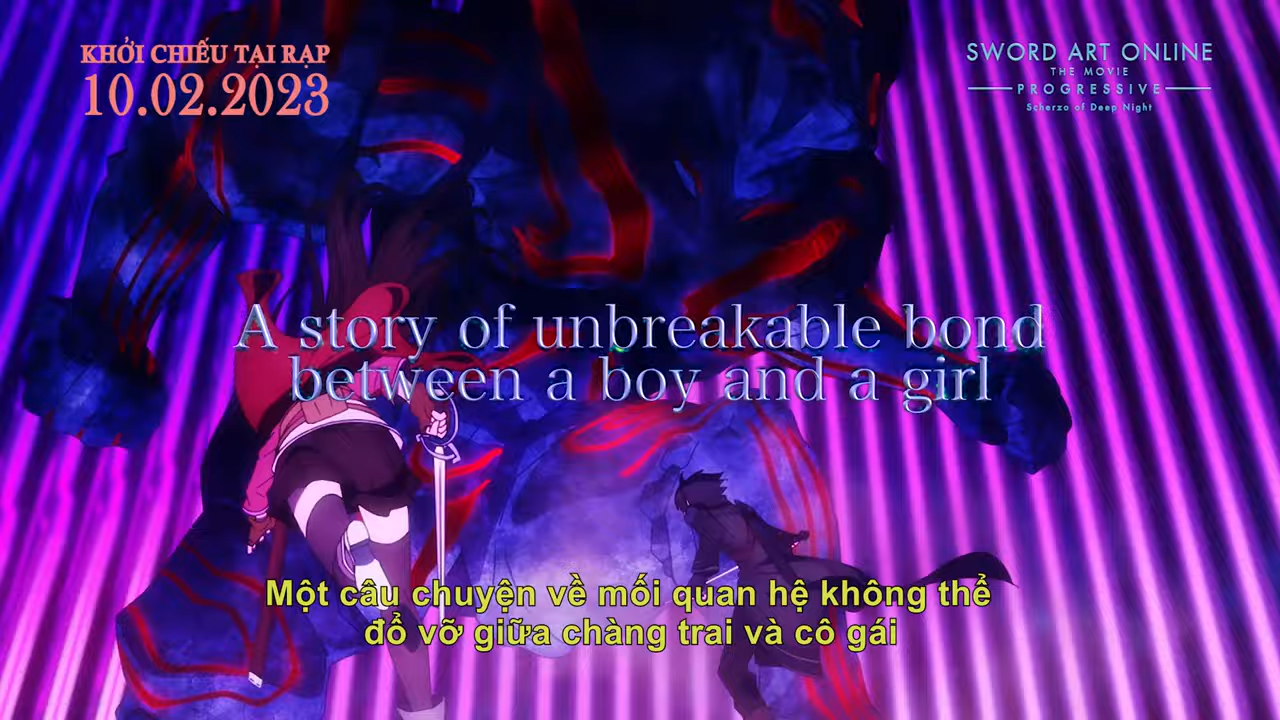 KHỞI CHIẾU TẠI RẠP
10.02.2023
SWORD ART ONLINE
THE MOVIE
PROGRESSIVE
Scherzo of Deep Night
A story of unbreakable bond
between a boy and a girl
Một câu chuyện về mối quan hệ không thể
đổ vỡ giữa chàng trai và cô gái